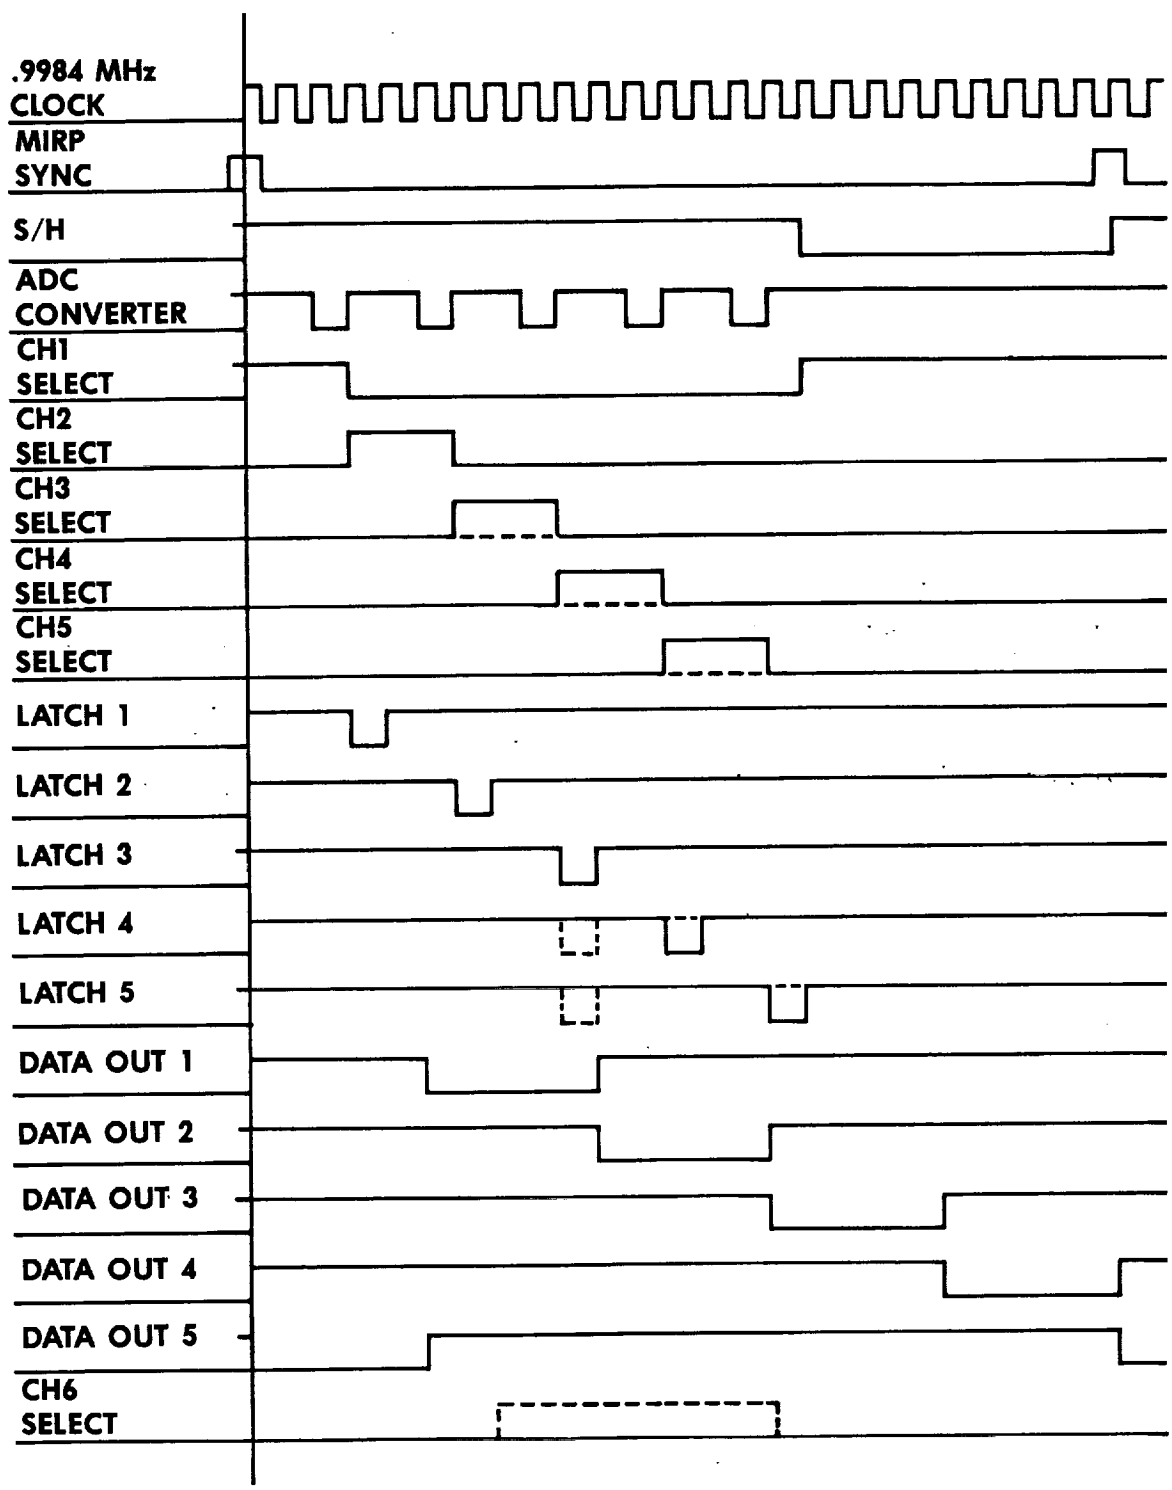 .9984 MHz
CLOCK
MIRP
SYNC
S/H
ADC
CONVERTER
CH1
SELECT
CH2
SELECT
CH3
SELECT
CH4
SELECT
CH5
SELECT
LATCH 1
LATCH 2
LATCH 3
LATCH 4
LATCH 5
DATA OUT 1
DATA OUT 2
DATA OUT 3
DATA OUT 4
DATA OUT 5
CH6
SELECT